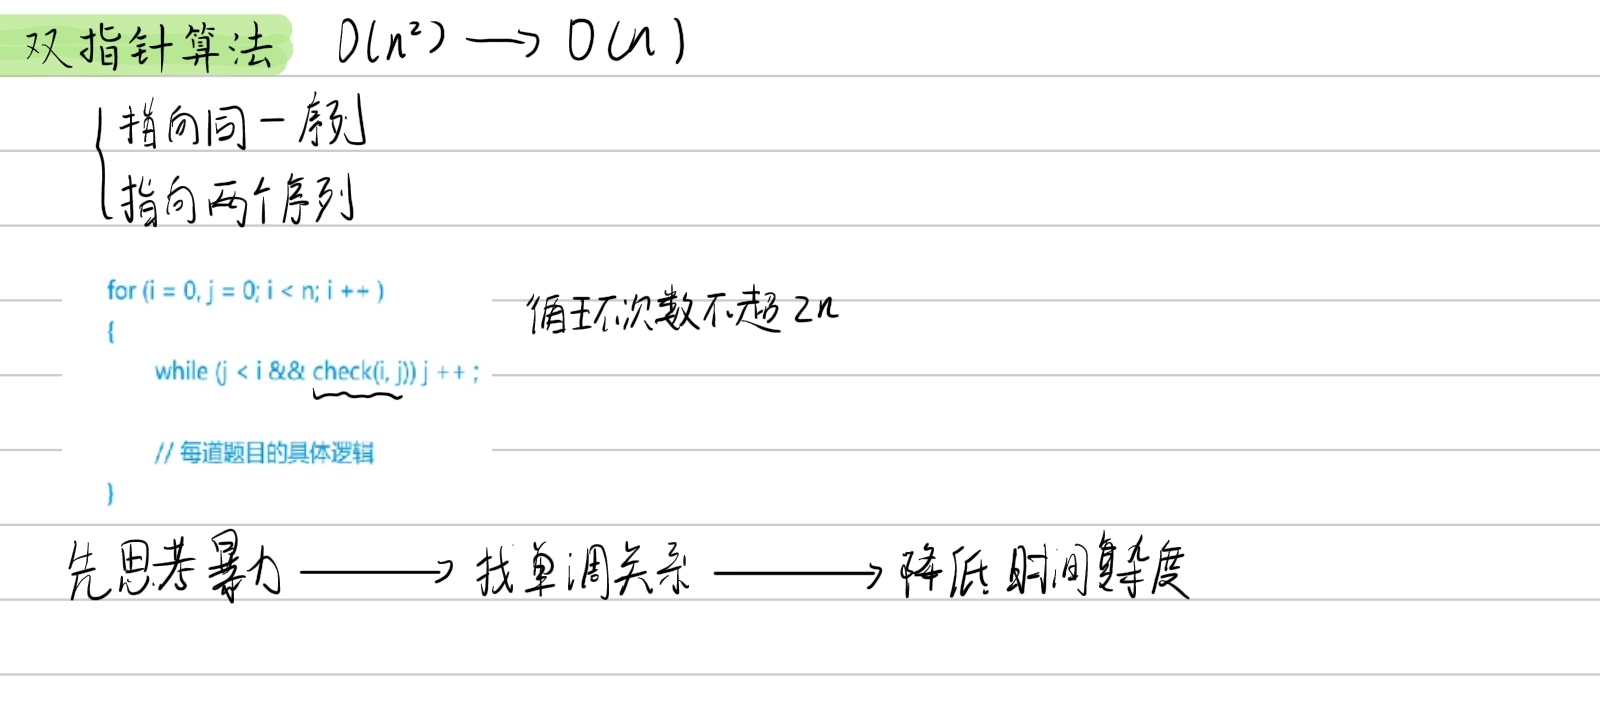 双指针算法 O(n²) → O(n)
指向同一序列
指向两个序列
for (i = 0, j = 0; i < n; i ++ )
{
循环次数不超2n
while (j < i && check(i, j)) j ++ ;
// 每道题目的具体逻辑
}
先思考暴力 → 找单调关系 → 降低时间复杂度